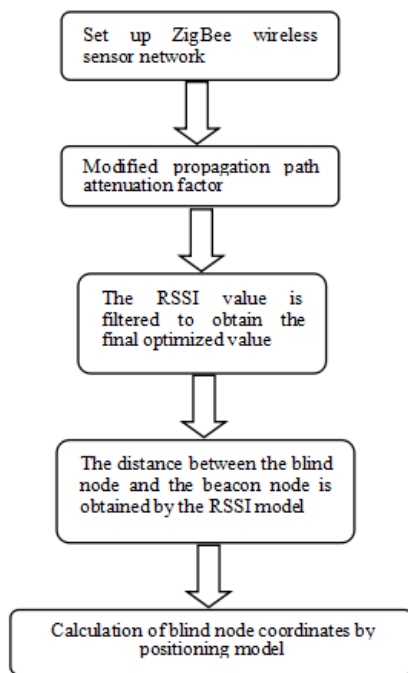 Set up ZigBee wireless
sensor network
Modified propagation path
attenuation factor
The RSSI value is
filtered to obtain the
final optimized value
The distance between the blind
node and the beacon node is
obtained by the RSSI model
Calculation of blind node coordinates by
positioning model